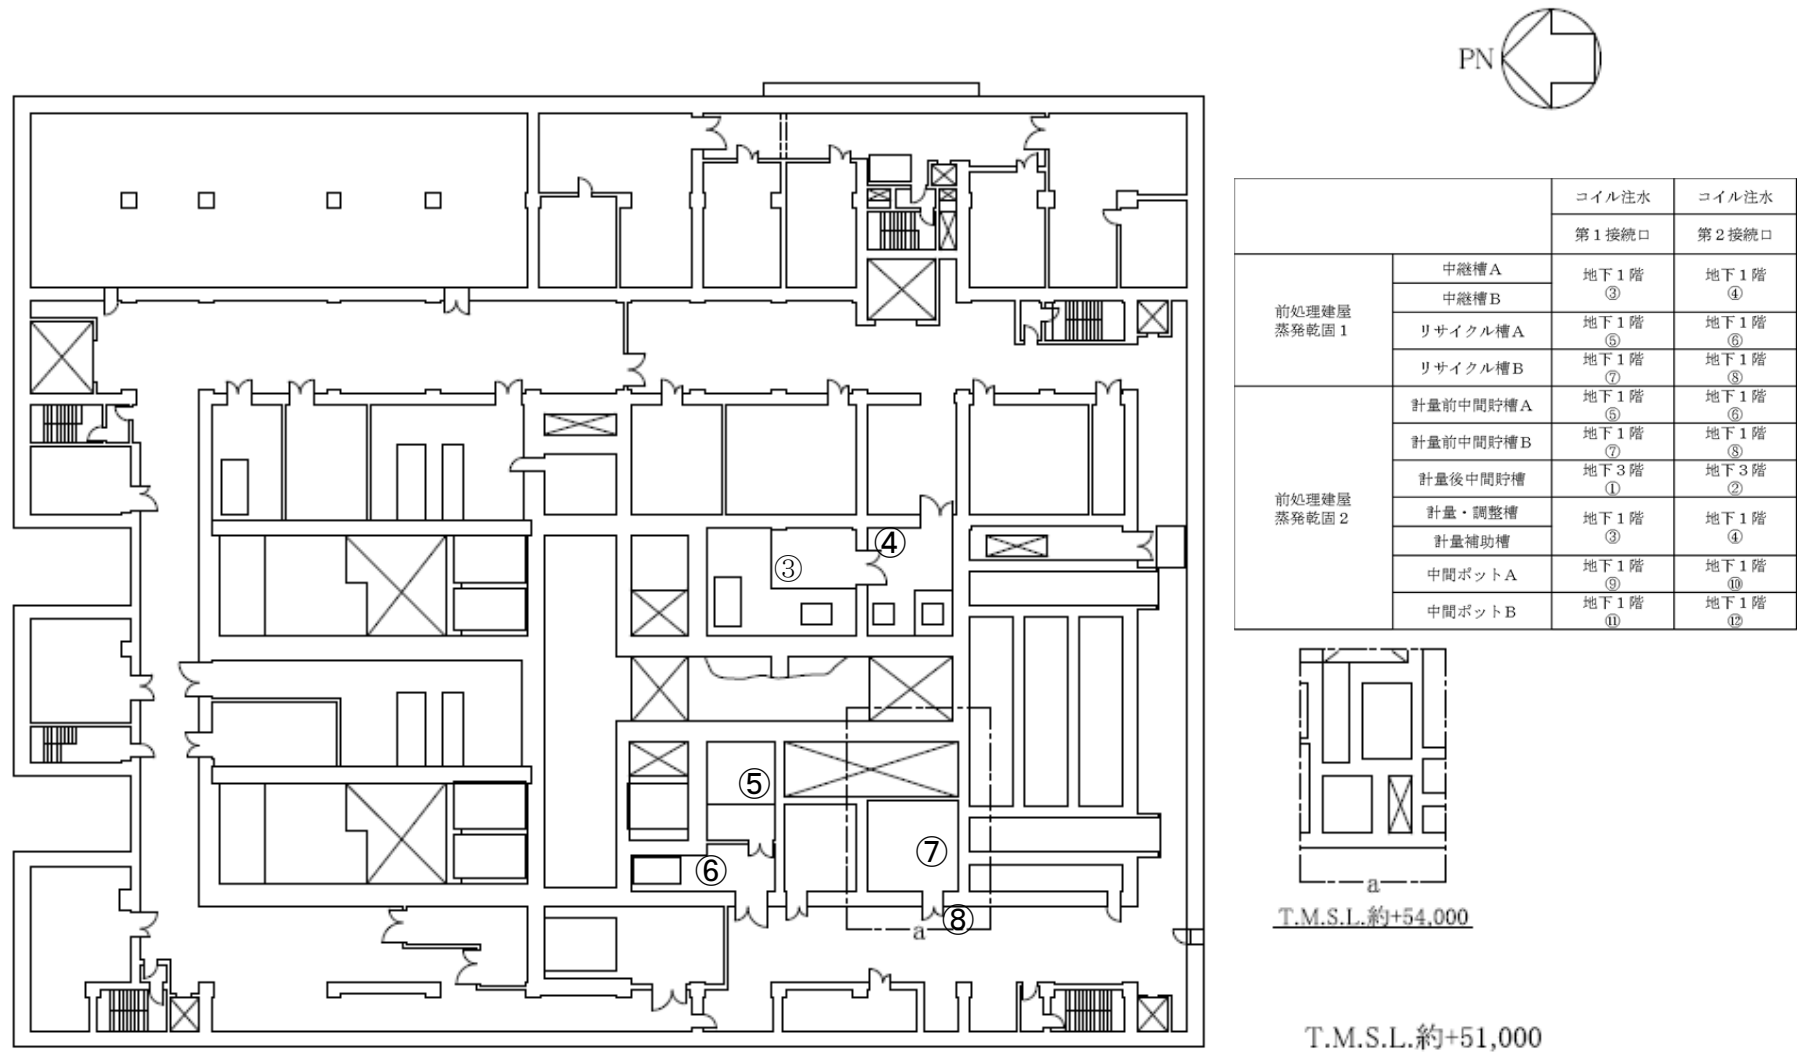 PN
コイル注水 コイル注水
第1接続口 第2接続口
前処理建屋
蒸発乾固1
中継槽A 地下1階 地下1階
中継槽B ③ ④
リサイクル槽A 地下1階 地下1階
⑤ ⑥
リサイクル槽B 地下1階 地下1階
⑦ ⑧
前処理建屋
蒸発乾固2
計量前中間貯槽A 地下1階 地下1階
⑤ ⑥
計量前中間貯槽B 地下1階 地下1階
⑦ ⑧
計量後中間貯槽 地下3階 地下3階
① ②
計量・調整槽 地下1階 地下1階
計量補助槽 ③ ④
中間ポットA 地下1階 地下1階
⑨ ⑩
中間ポットB 地下1階 地下1階
⑪ ⑫
④
③
⑤
⑦
⑥
⑧
a
a
T.M.S.L.約+54,000
T.M.S.L.約+51,000